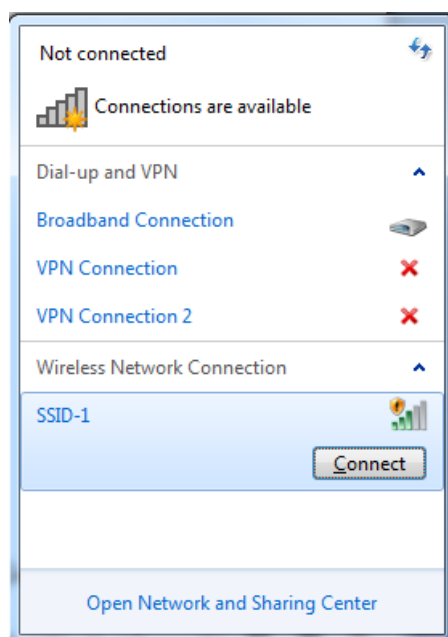 Not connected
Connections are available
Dial-up and VPN
Broadband Connection
VPN Connection
VPN Connection 2
Wireless Network Connection
SSID-1
Connect
Open Network and Sharing Center